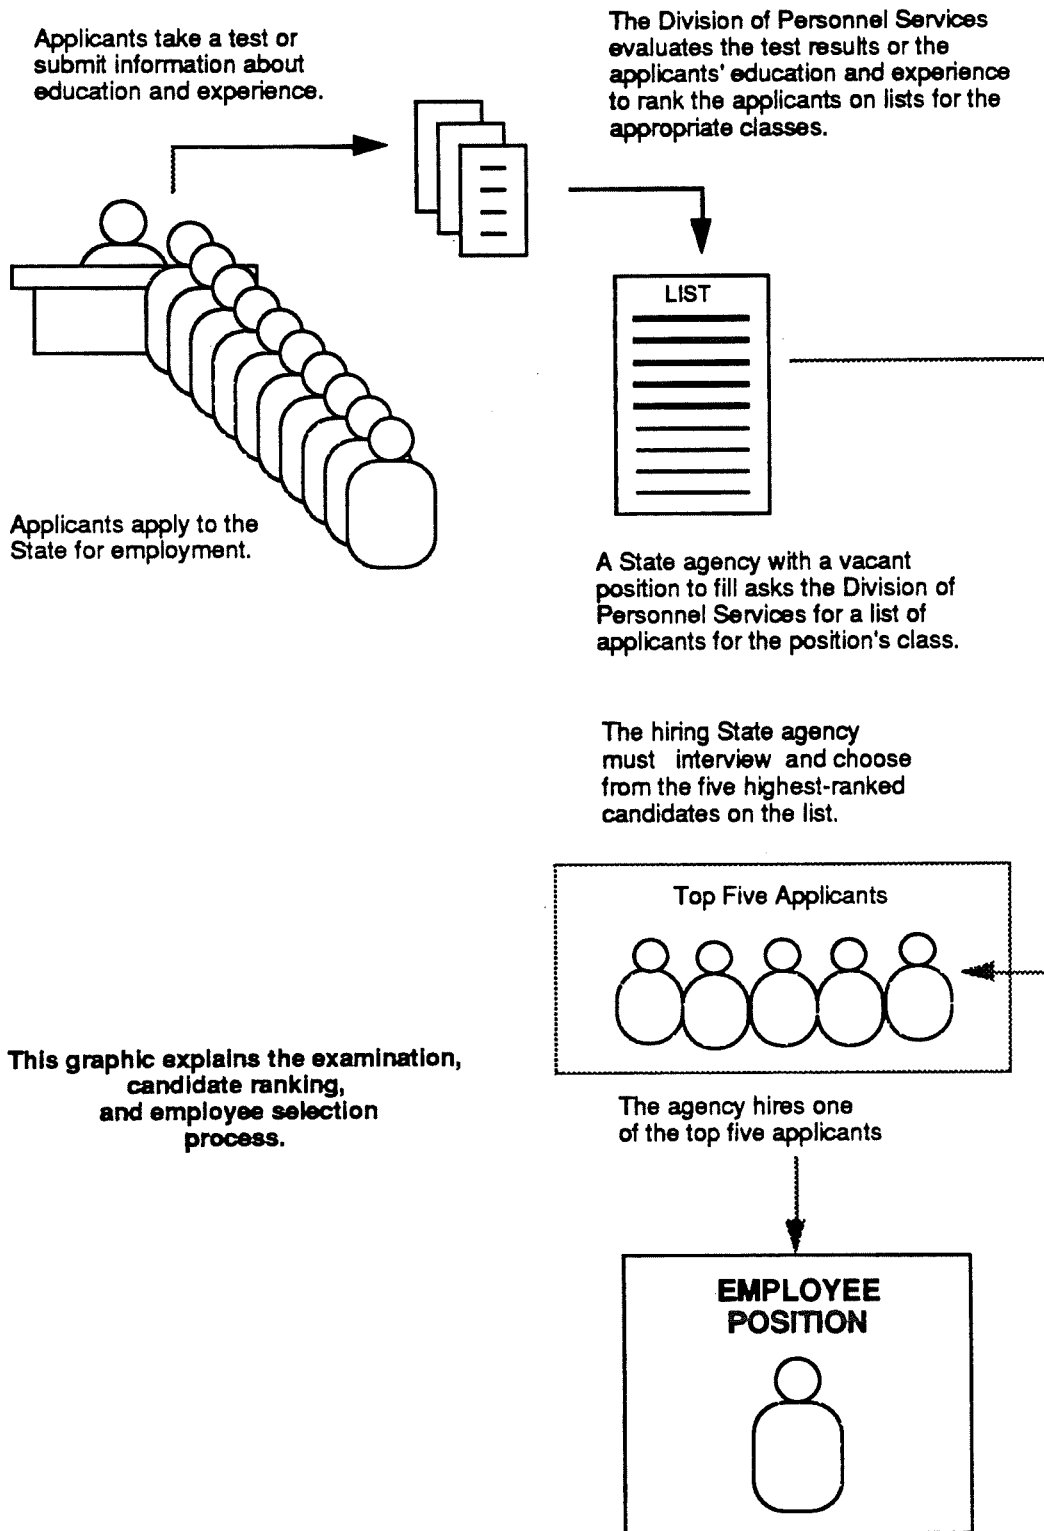 Applicants take a test or
submit information about
education and experience.
The Division of Personnel Services
evaluates the test results or the
applicants' education and experience
to rank the applicants on lists for the
appropriate classes.
LIST
Applicants apply to the
State for employment.
A State agency with a vacant
position to fill asks the Division of
Personnel Services for a list of
applicants for the position's class.
The hiring State agency
must interview and choose
from the five highest-ranked
candidates on the list.
Top Five Applicants
This graphic explains the examination,
candidate ranking,
and employee selection
process.
The agency hires one
of the top five applicants
EMPLOYEE
POSITION